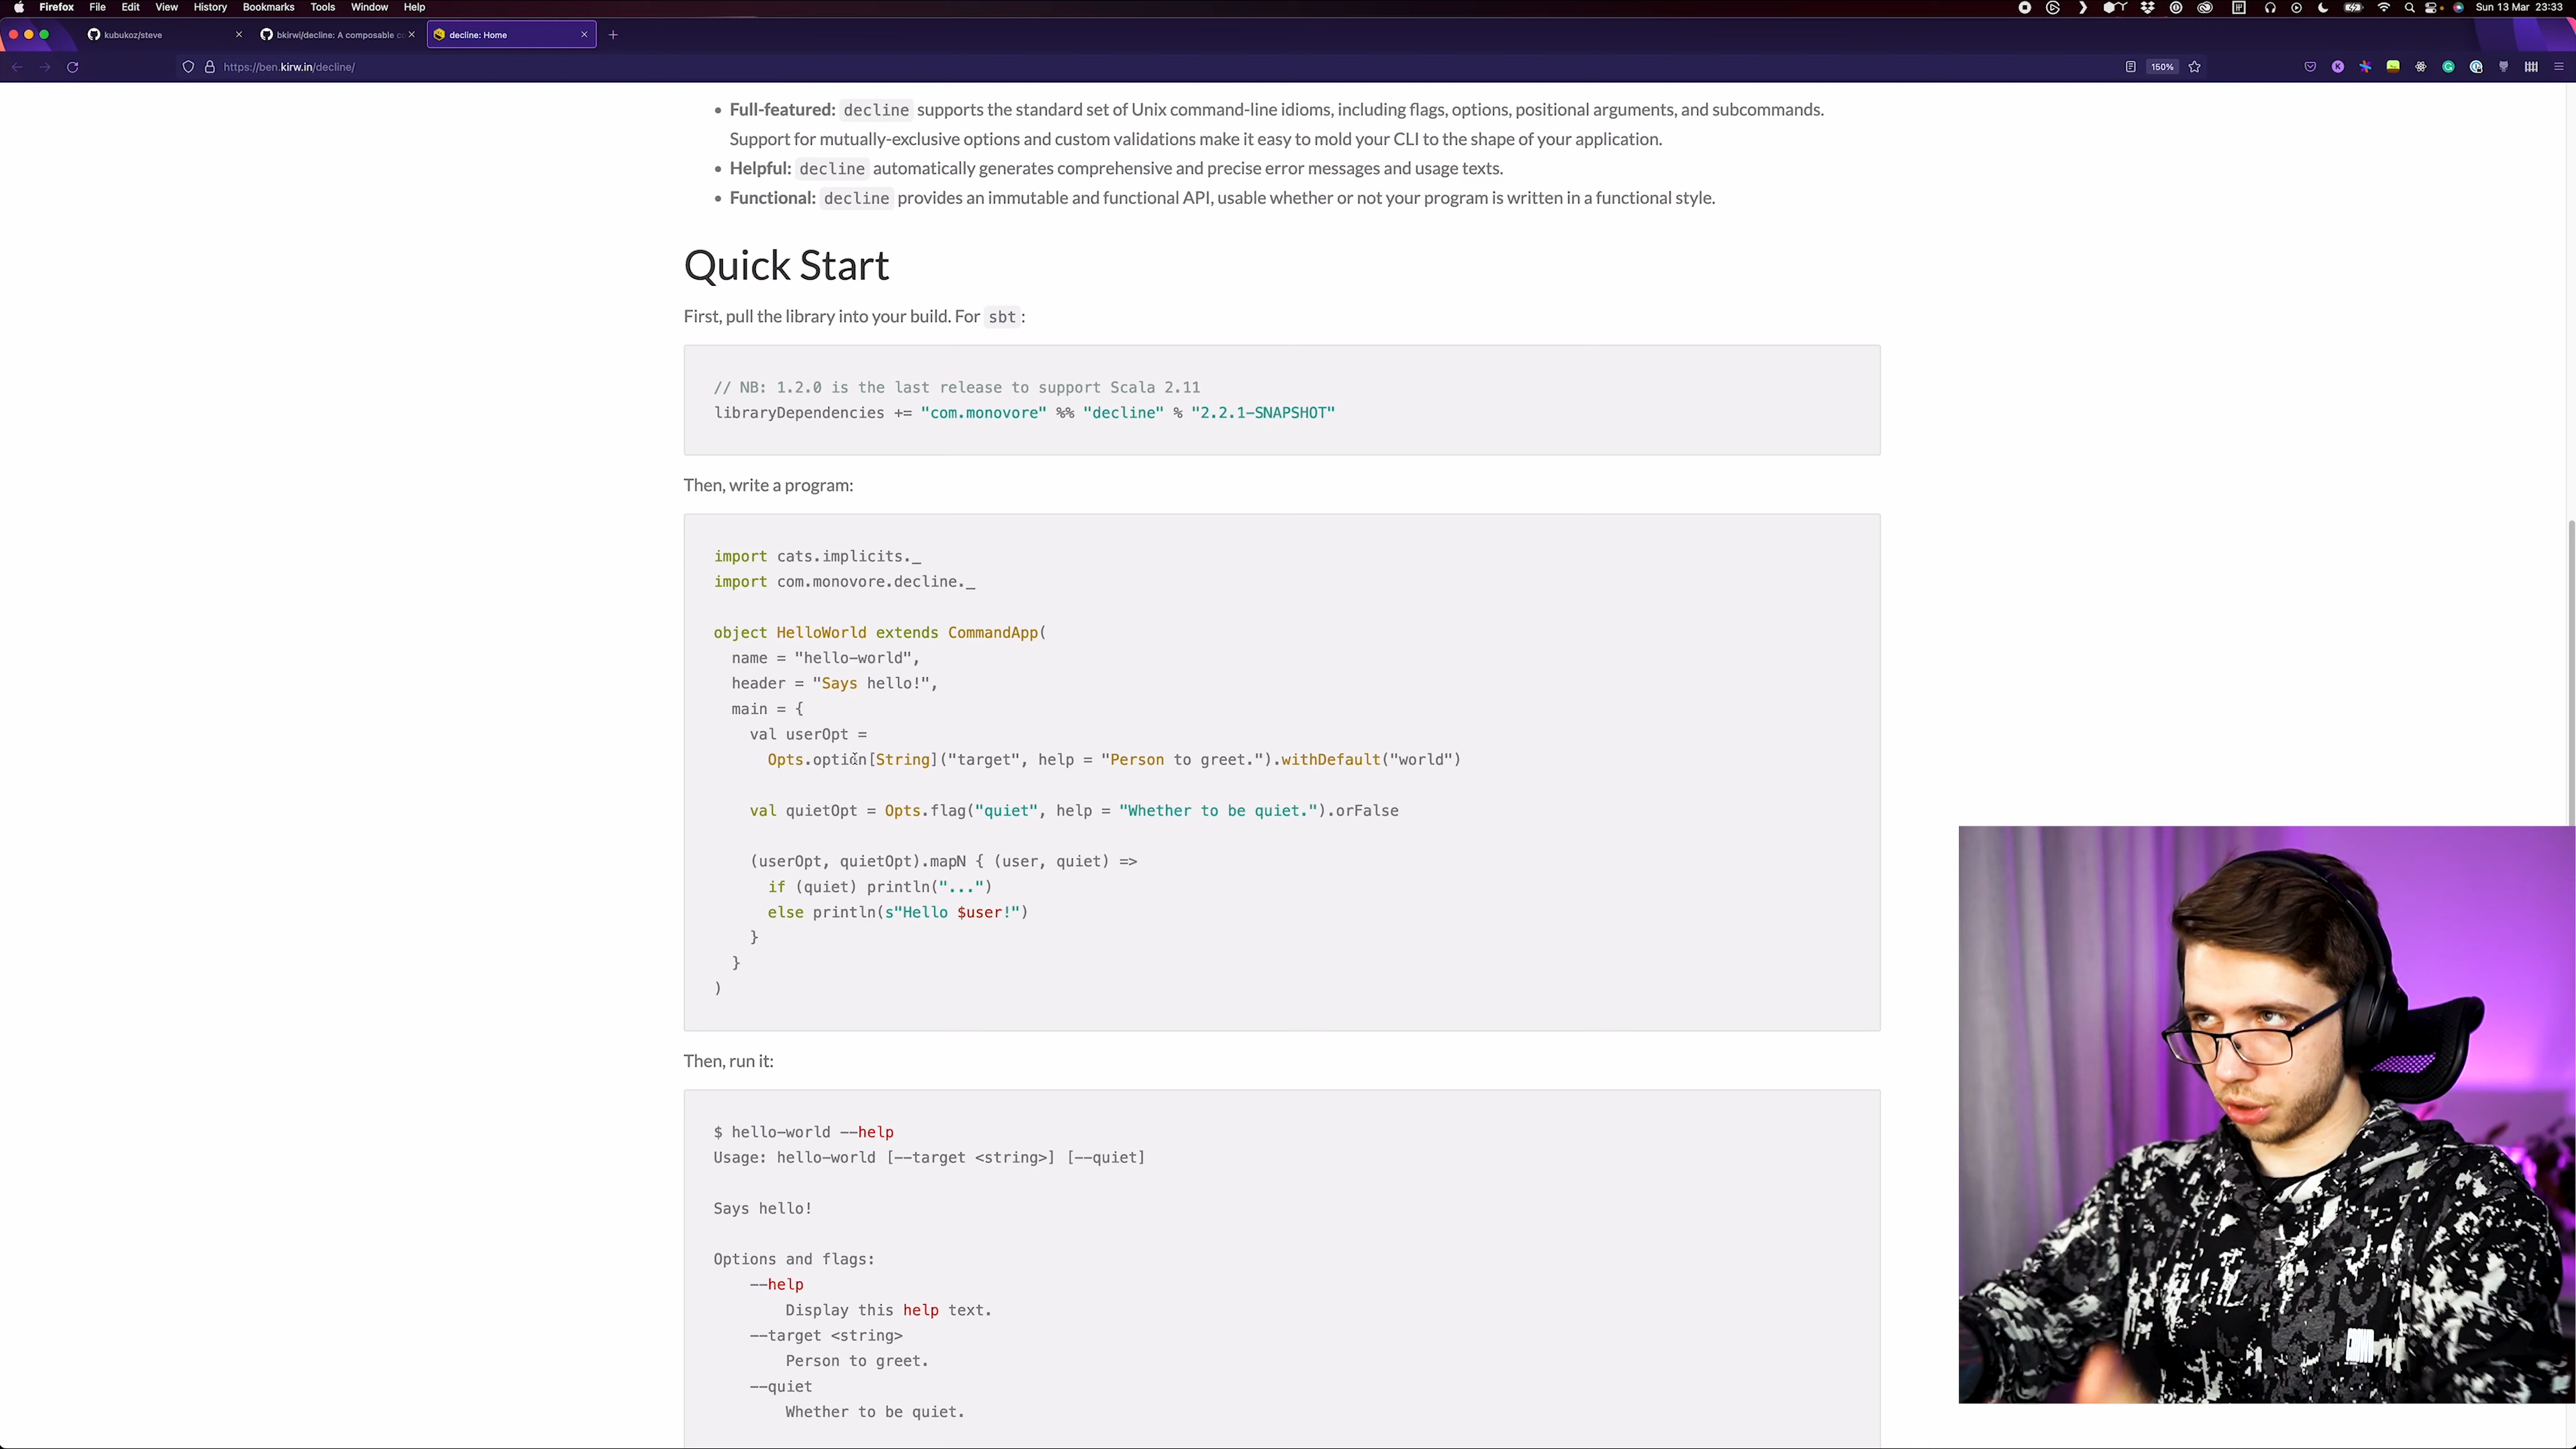 Firefox File Edit View History Bookmarks Tools Window Help Sun 13 Mar 23:33
kubukoz/steve bkirwi/decline: A composable co decline: Home
https://ben.kirw.in/decline/ 150%
Full-featured: decline supports the standard set of Unix command-line idioms, including flags, options, positional arguments, and subcommands.
Support for mutually-exclusive options and custom validations make it easy to mold your CLI to the shape of your application.
Helpful: decline automatically generates comprehensive and precise error messages and usage texts.
Functional: decline provides an immutable and functional API, usable whether or not your program is written in a functional style.
Quick Start
First, pull the library into your build. For sbt:
// NB: 1.2.0 is the last release to support Scala 2.11
libraryDependencies += "com.monovore" %% "decline" % "2.2.1-SNAPSHOT"
Then, write a program:
import cats.implicits._
import com.monovore.decline._
object HelloWorld extends CommandApp(
name = "hello-world",
header = "Says hello!",
main = {
val userOpt =
Opts.option[String]("target", help = "Person to greet.").withDefault("world")
val quietOpt = Opts.flag("quiet", help = "Whether to be quiet.").orFalse
(userOpt, quietOpt).mapN { (user, quiet) =>
if (quiet) println("...")
else println(s"Hello $user!")
}
}
)
Then, run it:
$ hello-world --help
Usage: hello-world [--target <string>] [--quiet]
Says hello!
Options and flags:
--help
Display this help text.
--target <string>
Person to greet.
--quiet
Whether to be quiet.